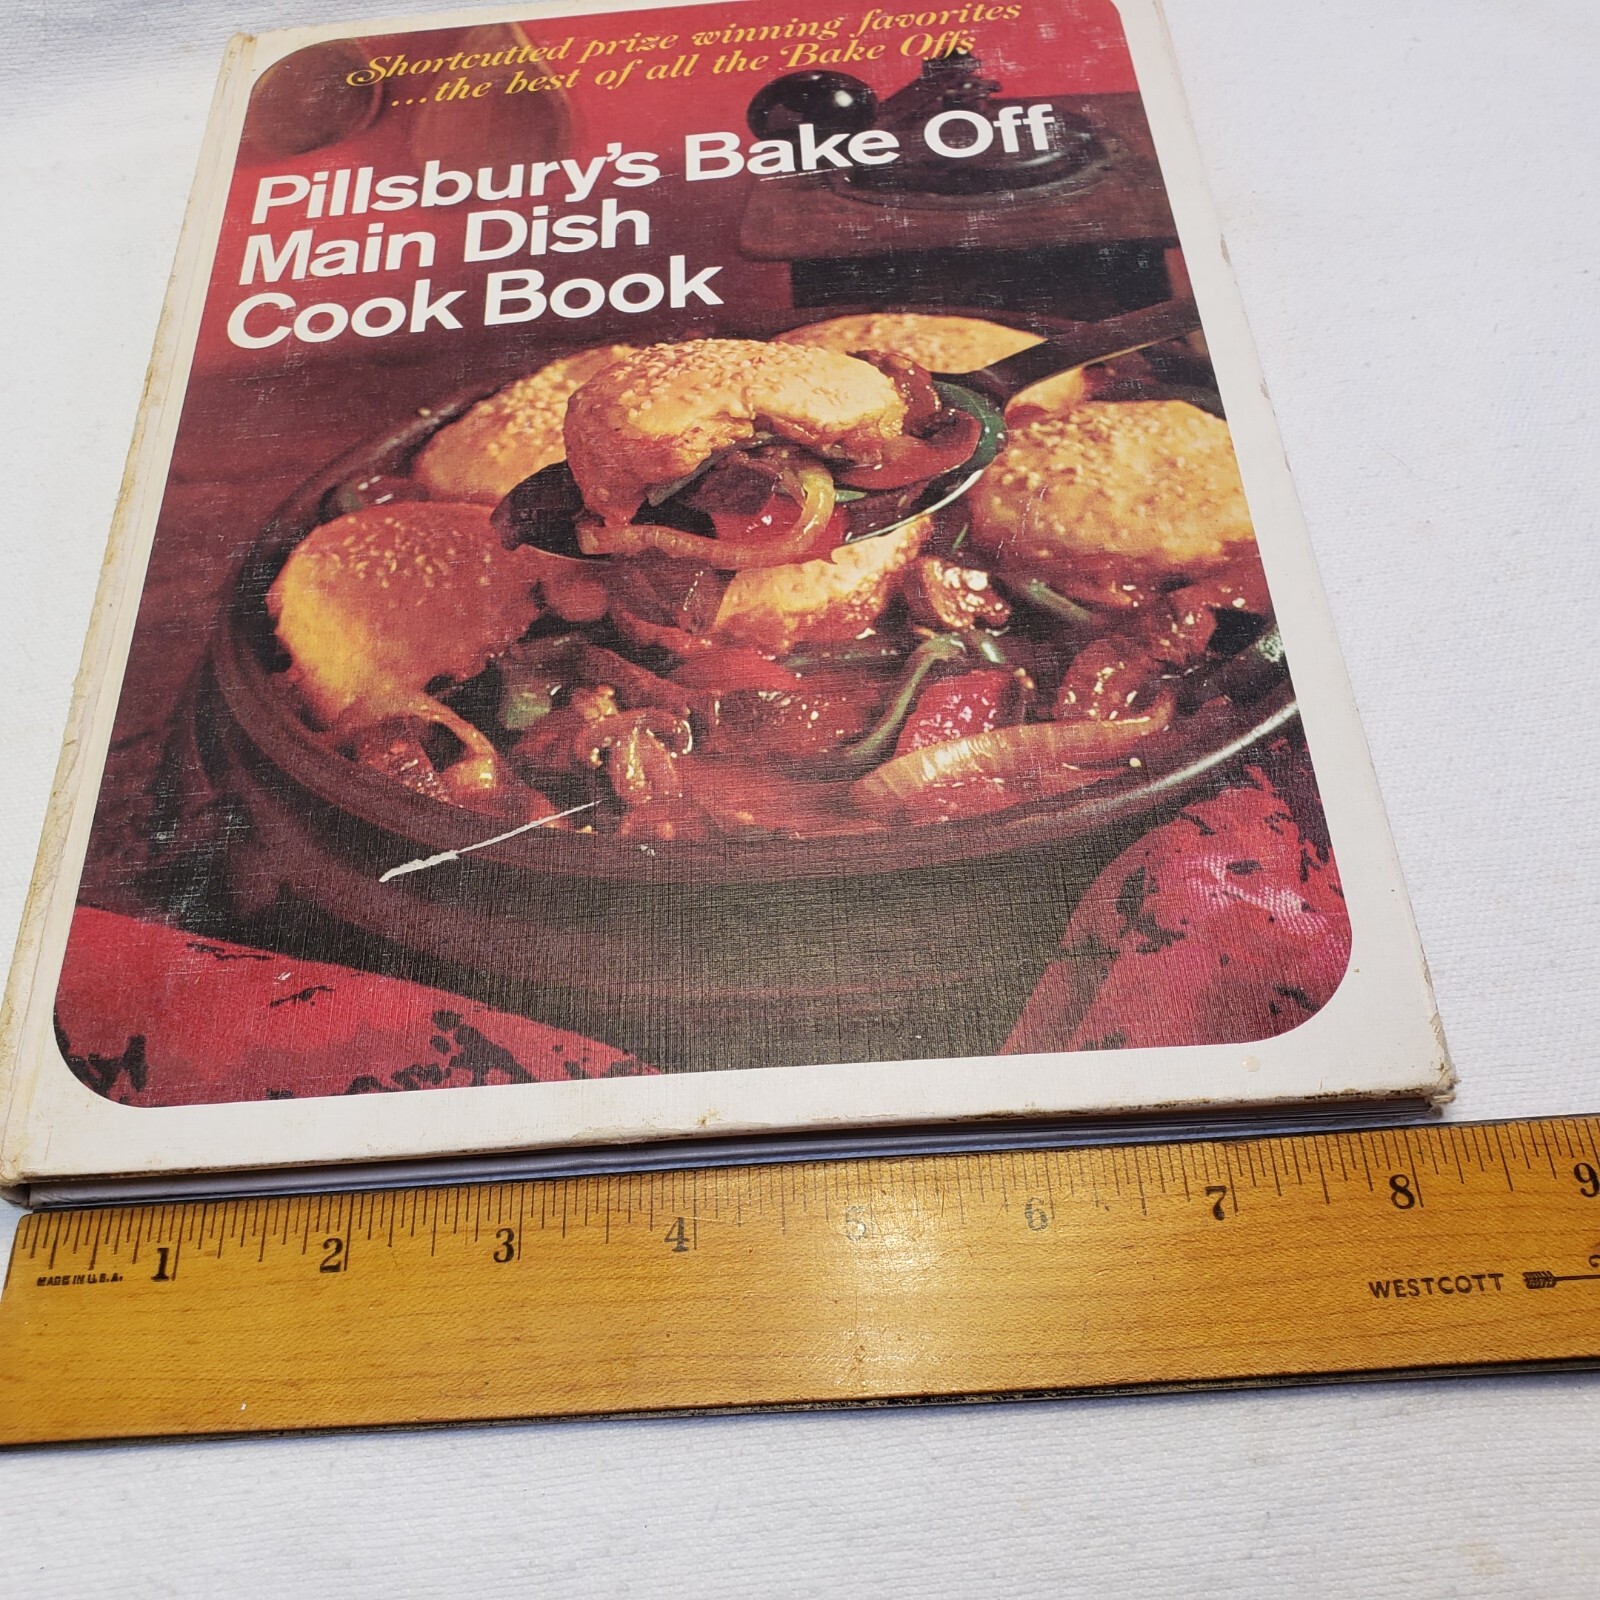 Shortcutted prize winning favorites
...the best of all the Bake Offs
Pillsbury's Bake Off
Main Dish
Cook Book
1 2 3 4 5 6 7 8 9
MADE IN U.S.A.
WESTCOTT